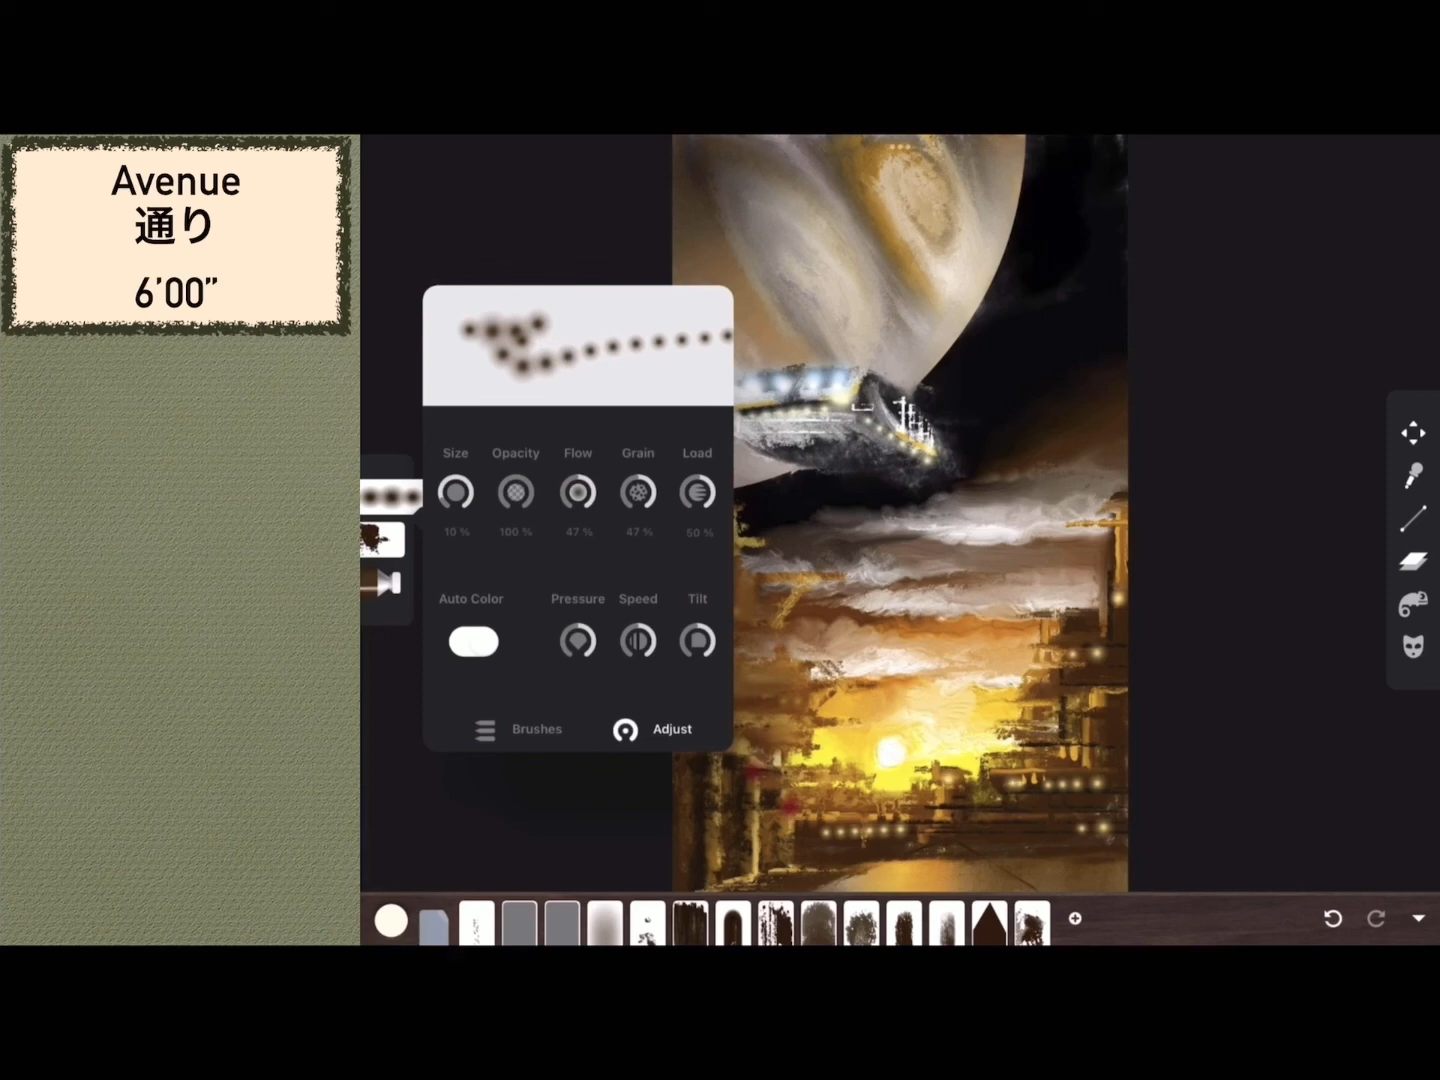 Avenue
通り
6’00”
Size Opacity Flow Grain Load
10 % 100 % 47 % 47 % 50 %
Auto Color Pressure Speed Tilt
Brushes Adjust